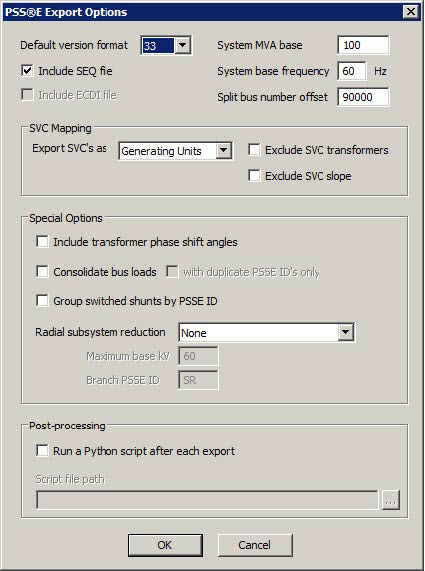 PSS®E Export Options
Default version format 33 System MVA base 100
Include SEQ file System base frequency 60 Hz
Include ECDI file Split bus number offset 90000
SVC Mapping
Export SVC's as Generating Units Exclude SVC transformers
Exclude SVC slope
Special Options
Include transformer phase shift angles
Consolidate bus loads with duplicate PSSE ID's only
Group switched shunts by PSSE ID
Radial subsystem reduction None
Maximum base kV 60
Branch PSSE ID SR
Post-processing
Run a Python script after each export
Script file path
...
OK Cancel